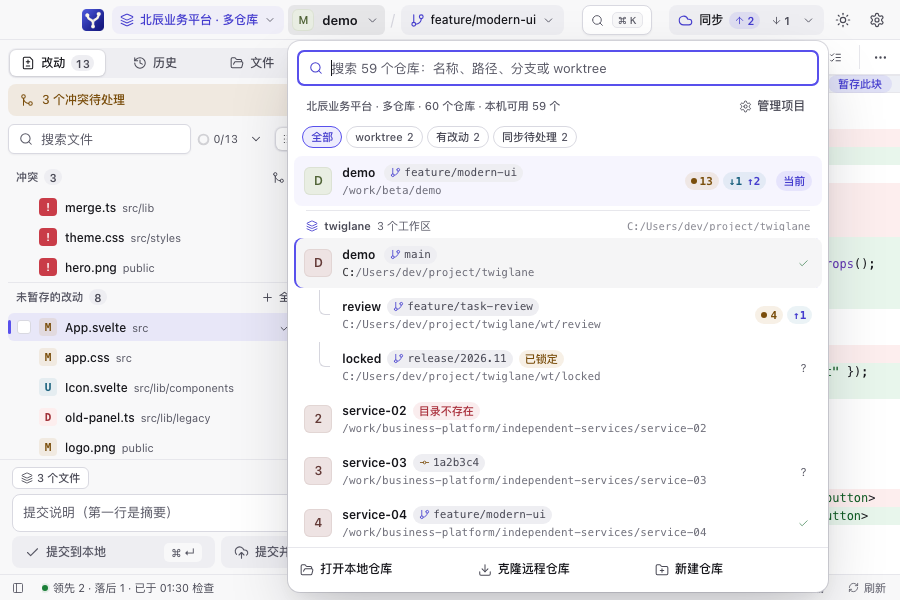 北辰业务平台 · 多仓库
M demo
/
feature/modern-ui
⌘ K
同步 ↑ 2 ↓ 1
改动 13
历史
文件
3 个冲突待处理
暂存此块
搜索文件
0/13
冲突 3
! merge.ts src/lib
! theme.css src/styles
! hero.png public
未暂存的改动 8
+ 全
M App.svelte src
M app.css src
U Icon.svelte src/lib/components
D old-panel.ts src/lib/legacy
M logo.png public
3 个文件
提交说明（第一行是摘要）
提交到本地 ⌘ ↵
提交并
领先 2 · 落后 1 · 已于 01:30 检查
刷新
搜索 59 个仓库：名称、路径、分支或 worktree
北辰业务平台 · 多仓库 · 60 个仓库 · 本机可用 59 个
管理项目
全部
worktree 2
有改动 2
同步待处理 2
D demo feature/modern-ui
/work/beta/demo
13 ↓1 ↑2 当前
twiglane 3 个工作区
C:/Users/dev/project/twiglane
D demo main
C:/Users/dev/project/twiglane
review feature/task-review
C:/Users/dev/project/twiglane/wt/review
4 ↑1
locked release/2026.11 已锁定
C:/Users/dev/project/twiglane/wt/locked
?
2 service-02 目录不存在
/work/business-platform/independent-services/service-02
3 service-03 1a2b3c4
/work/business-platform/independent-services/service-03
?
4 service-04 feature/modern-ui
/work/business-platform/independent-services/service-04
打开本地仓库
克隆远程仓库
新建仓库
rops();
" });
utton>
utton>